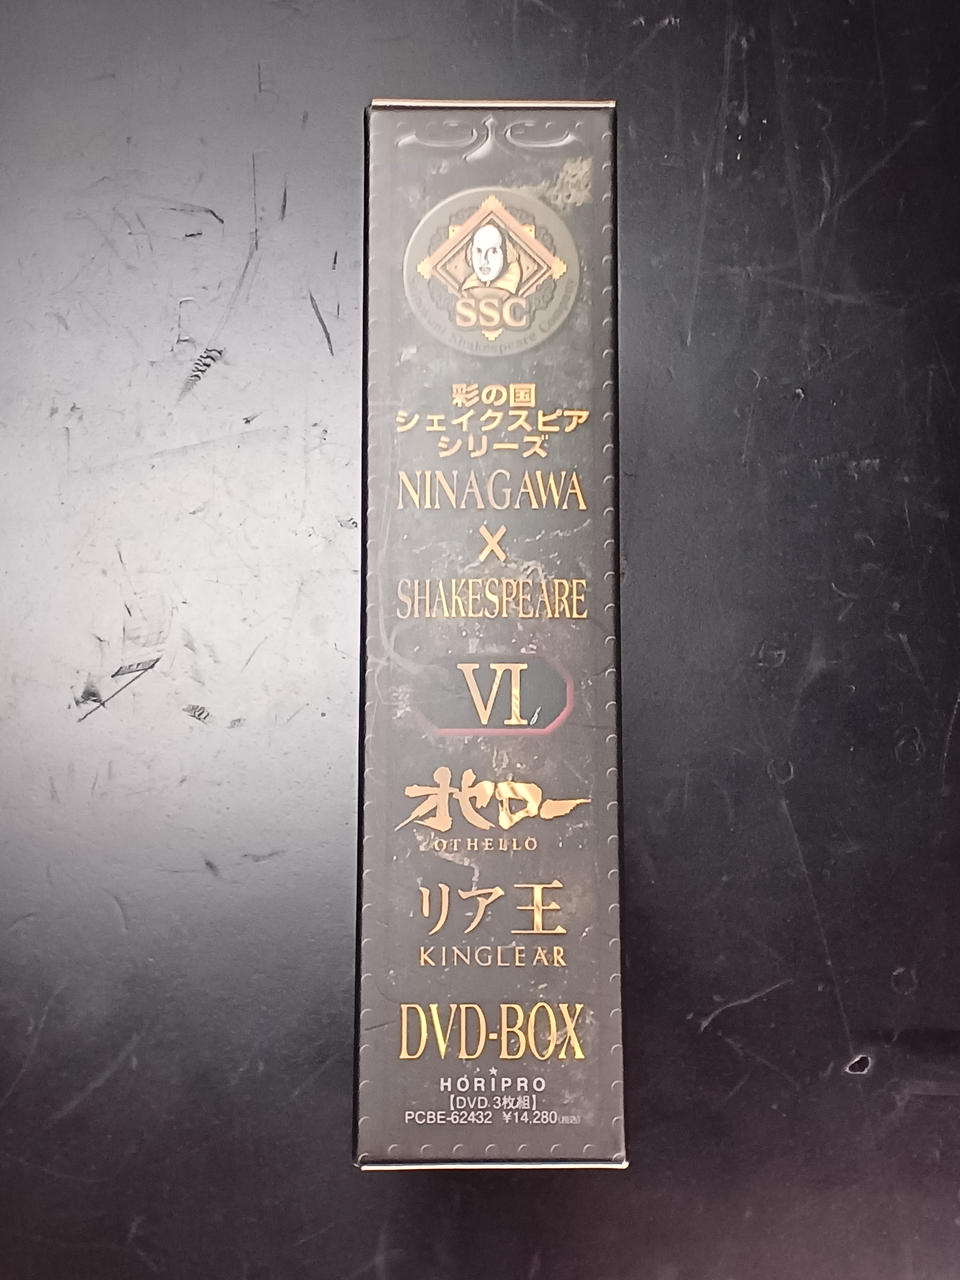 SSC
Shakespeare Company
彩の国
シェイクスピア
シリーズ
NINAGAWA
X
SHAKESPEARE
VI
オセロー
OTHELLO
リア王
KINGLEAR
DVD-BOX
HORIPRO
【DVD.3枚組】
PCBE-62432 ¥14,280(税込)